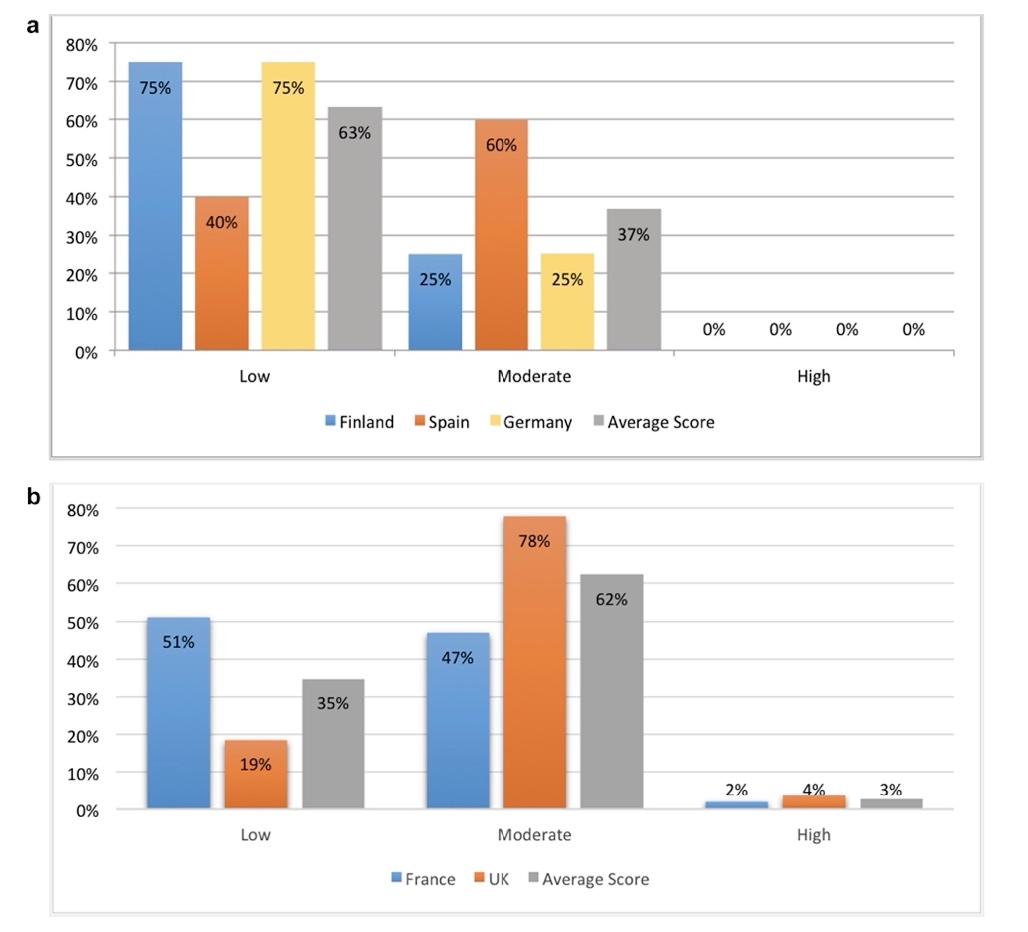 a
80%
70%
60%
50%
40%
30%
20%
10%
0%
75%
40%
75%
63%
25%
60%
25%
37%
0%
0%
0%
0%
Low
Moderate
High
Finland
Spain
Germany
Average Score
b
80%
70%
60%
50%
40%
30%
20%
10%
0%
51%
19%
35%
47%
78%
62%
2%
4%
3%
Low
Moderate
High
France
UK
Average Score